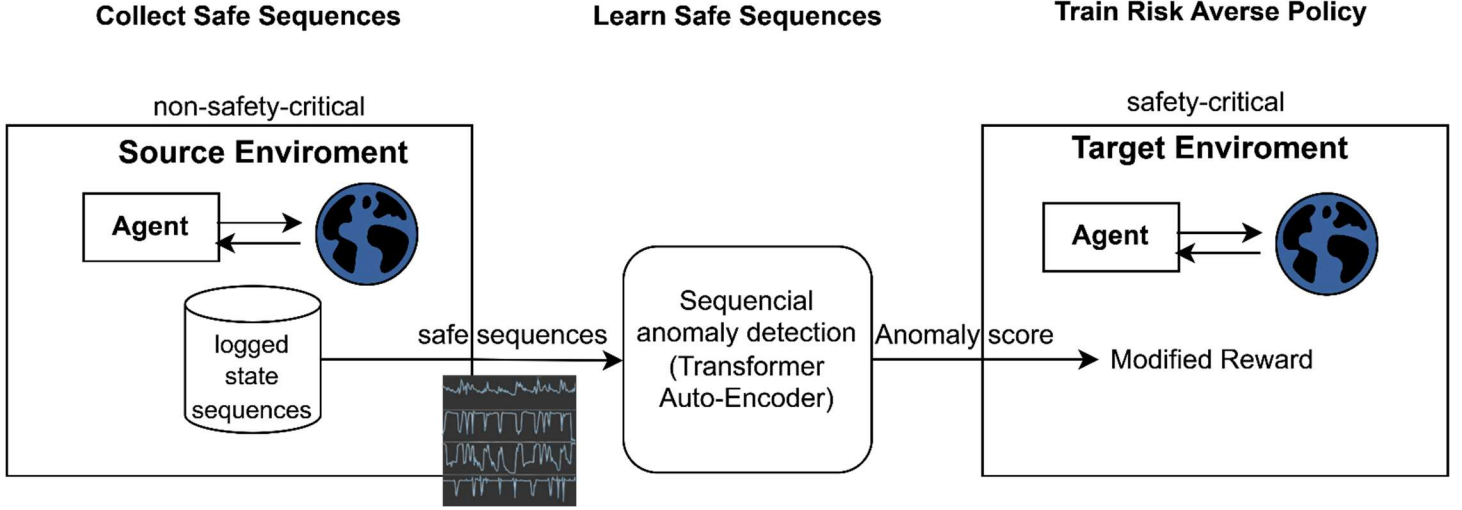 Collect Safe Sequences
Learn Safe Sequences
Train Risk Averse Policy
non-safety-critical
safety-critical
Source Enviroment
Target Enviroment
Agent
Agent
logged
state
sequences
safe sequences
Sequencial
anomaly detection
(Transformer
Auto-Encoder)
Anomaly score
Modified Reward